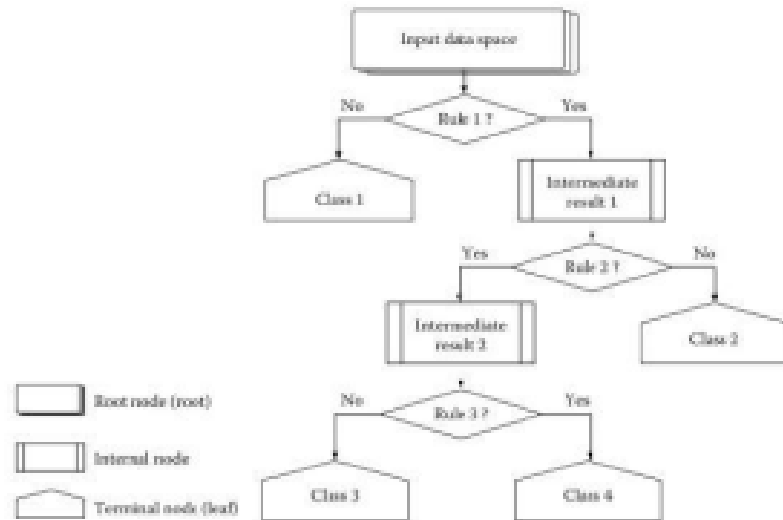 Input data space
No
Yes
Rule 1 ?
Class 1
Intermediate
result 1
Yes
No
Rule 2 ?
Intermediate
result 2
Class 2
Root node (root)
No
Yes
Rule 3 ?
Internal node
Class 3
Class 4
Terminal node (leaf)